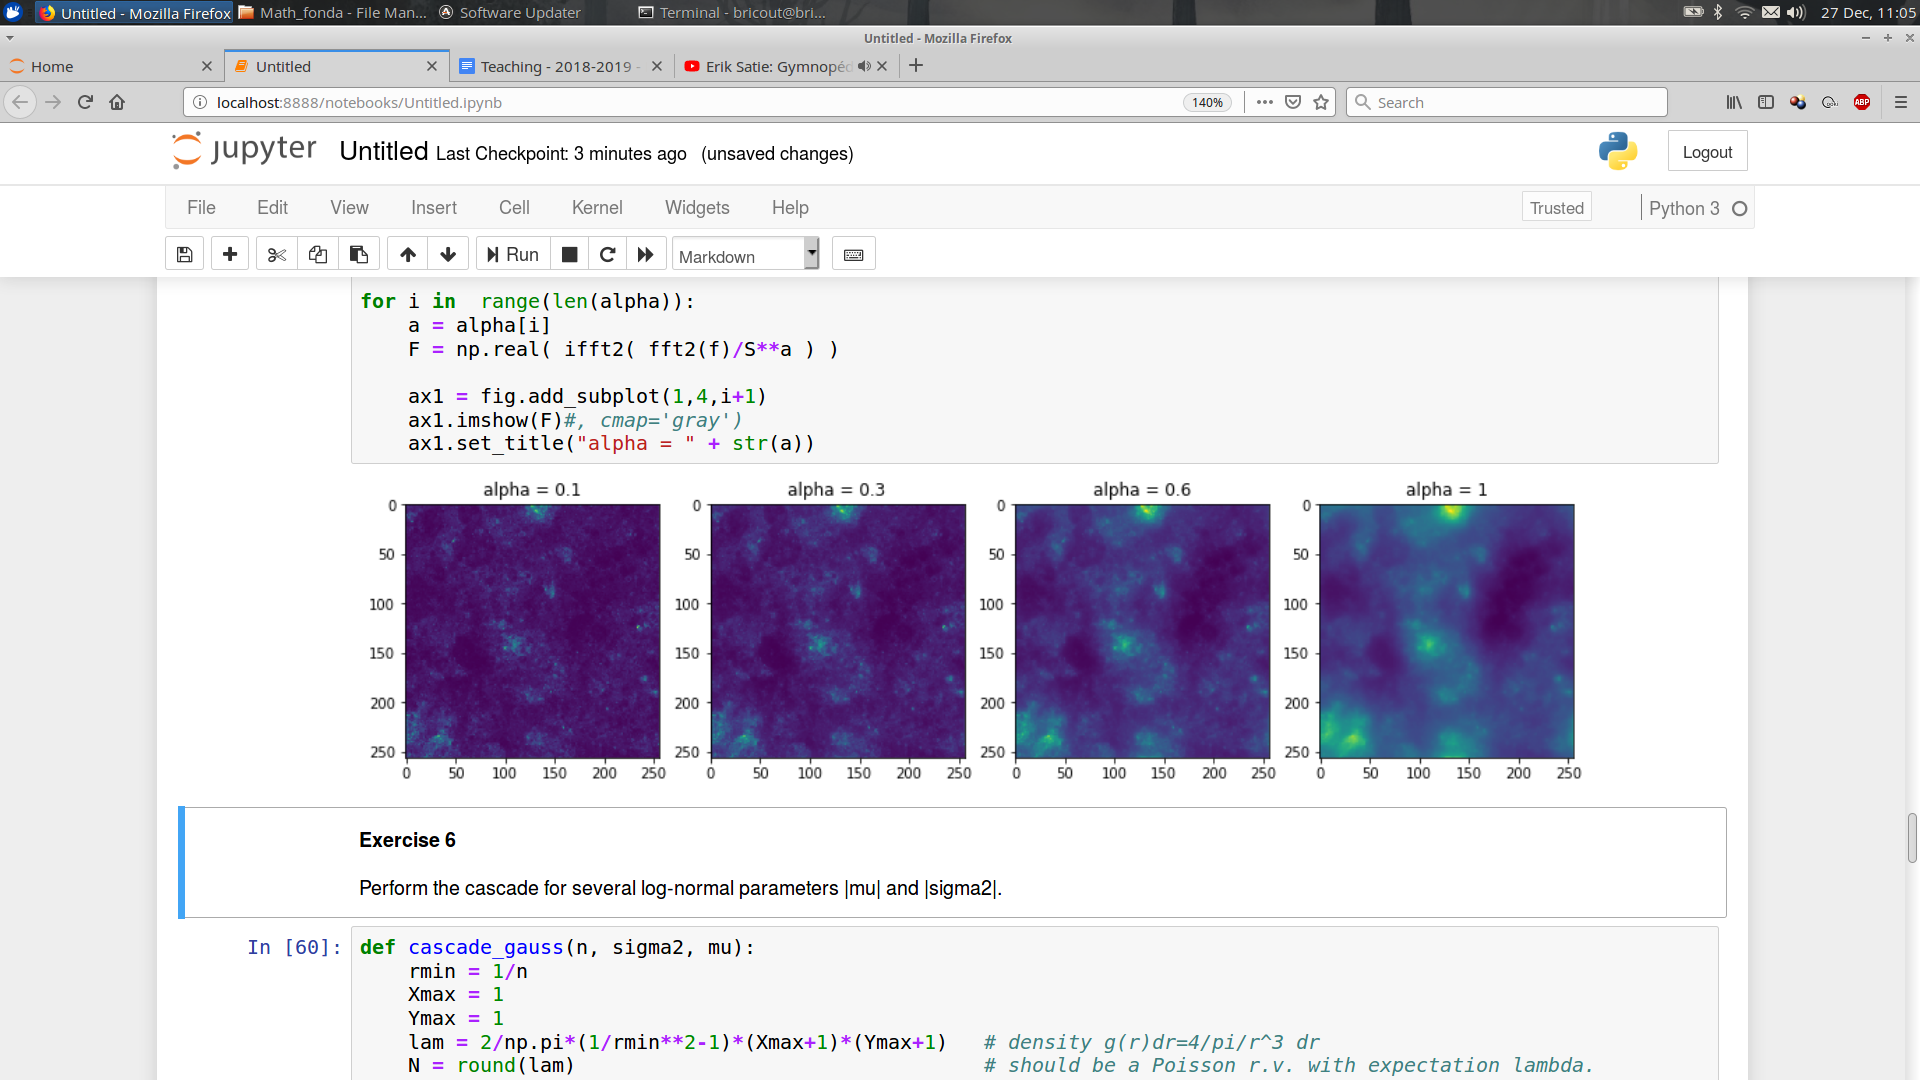 Untitled - Mozilla Firefox
Math_fonda - File Man...
Software Updater
Terminal - bricout@bri...
27 Dec, 11:05
Untitled - Mozilla Firefox
Home
Untitled
Teaching - 2018-2019 -
Erik Satie: Gymnopéd
localhost:8888/notebooks/Untitled.ipynb
140%
Search
ABP
jupyter
Untitled Last Checkpoint: 3 minutes ago (unsaved changes)
Logout
File Edit View Insert Cell Kernel Widgets Help
Trusted
Python 3
Run
Markdown
for i in  range(len(alpha)):
    a = alpha[i]
    F = np.real( ifft2( fft2(f)/S**a ) )
    ax1 = fig.add_subplot(1,4,i+1)
    ax1.imshow(F)#, cmap='gray')
    ax1.set_title("alpha = " + str(a))
alpha = 0.1
0
50
100
150
200
250
0 50 100 150 200 250
alpha = 0.3
0
50
100
150
200
250
0 50 100 150 200 250
alpha = 0.6
0
50
100
150
200
250
0 50 100 150 200 250
alpha = 1
0
50
100
150
200
250
0 50 100 150 200 250
Exercise 6
Perform the cascade for several log-normal parameters |mu| and |sigma2|.
In [60]:
def cascade_gauss(n, sigma2, mu):
    rmin = 1/n
    Xmax = 1
    Ymax = 1
    lam = 2/np.pi*(1/rmin**2-1)*(Xmax+1)*(Ymax+1)   # density g(r)dr=4/pi/r^3 dr
    N = round(lam)                                  # should be a Poisson r.v. with expectation lambda.